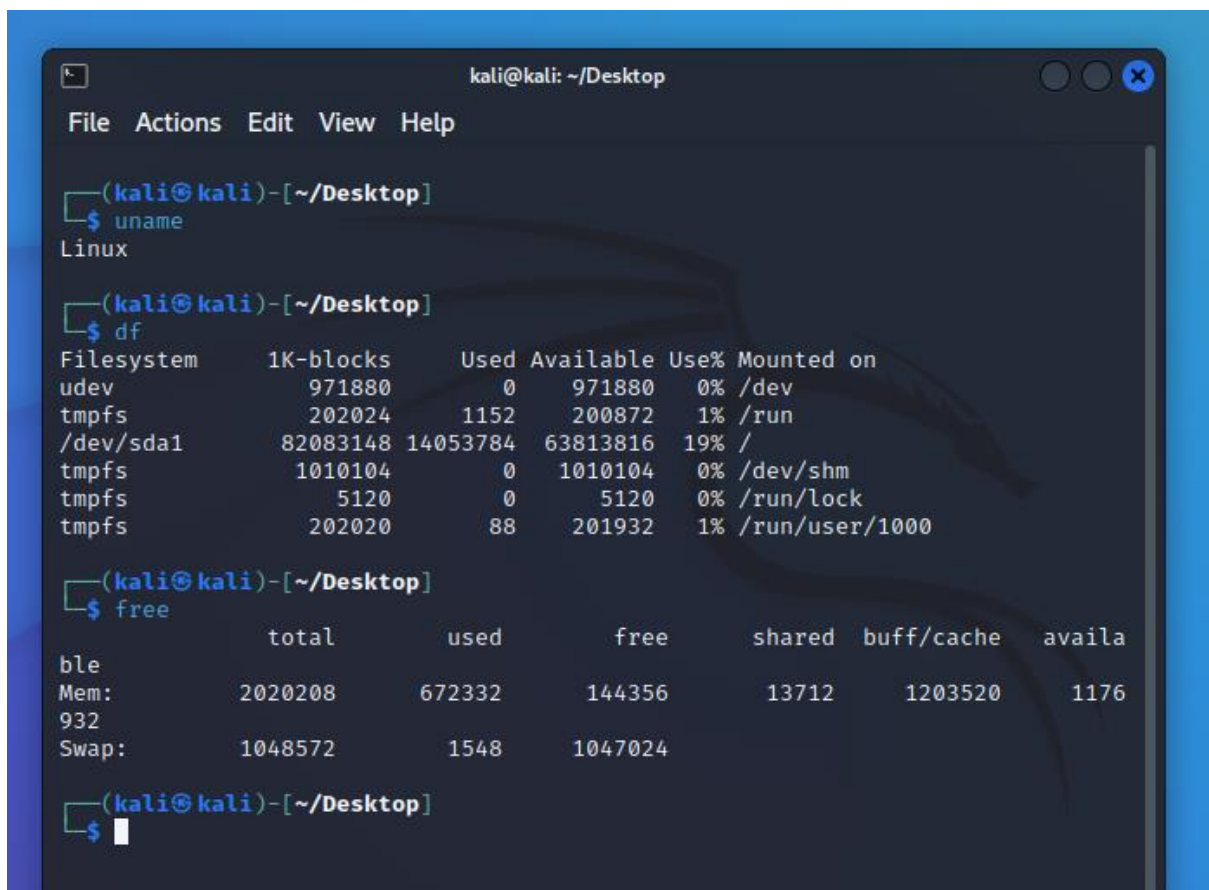 kali@kali: ~/Desktop
File Actions Edit View Help
┌──(kali㉿kali)-[~/Desktop]
└─$ uname
Linux
┌──(kali㉿kali)-[~/Desktop]
└─$ df
Filesystem     1K-blocks     Used Available Use% Mounted on
udev              971880        0    971880   0% /dev
tmpfs             202024     1152    200872   1% /run
/dev/sda1       82083148 14053784  63813816  19% /
tmpfs            1010104        0   1010104   0% /dev/shm
tmpfs               5120        0      5120   0% /run/lock
tmpfs             202020       88    201932   1% /run/user/1000
┌──(kali㉿kali)-[~/Desktop]
└─$ free
               total        used        free      shared  buff/cache   availa
ble
Mem:         2020208      672332      144356       13712     1203520     1176
932
Swap:        1048572        1548     1047024
┌──(kali㉿kali)-[~/Desktop]
└─$